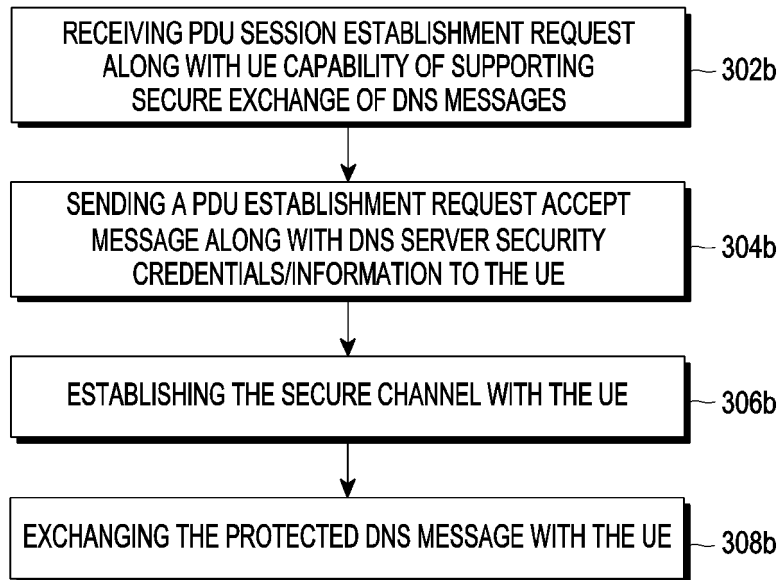 RECEIVING PDU SESSION ESTABLISHMENT REQUEST
ALONG WITH UE CAPABILITY OF SUPPORTING
SECURE EXCHANGE OF DNS MESSAGES
302b
SENDING A PDU ESTABLISHMENT REQUEST ACCEPT
MESSAGE ALONG WITH DNS SERVER SECURITY
CREDENTIALS/INFORMATION TO THE UE
304b
ESTABLISHING THE SECURE CHANNEL WITH THE UE
306b
EXCHANGING THE PROTECTED DNS MESSAGE WITH THE UE
308b